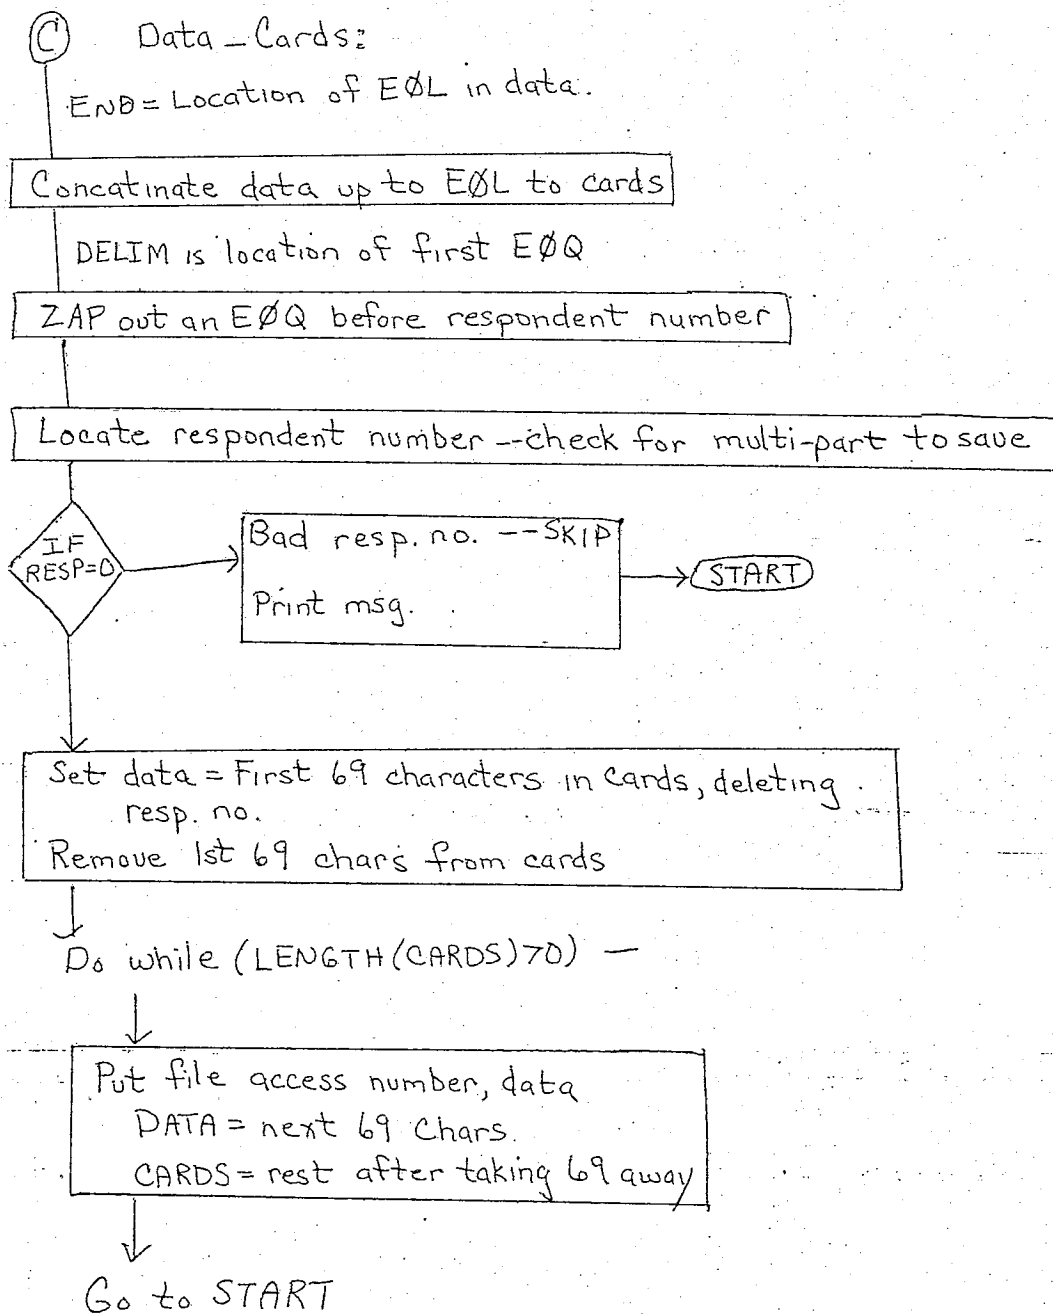 C Data_Cards:
END = Location of EØL in data.
Concatinate data up to EØL to cards
DELIM is location of first EØQ
ZAP out an EØQ before respondent number
Locate respondent number -- check for multi-part to save
IF
RESP=0
Bad resp. no. -- SKIP
Print msg.
START
Set data = First 69 characters in cards, deleting
resp. no.
Remove 1st 69 chars from cards
Do while (LENGTH(CARDS)>70) —
Put file access number, data
DATA = next 69 Chars.
CARDS = rest after taking 69 away
Go to START